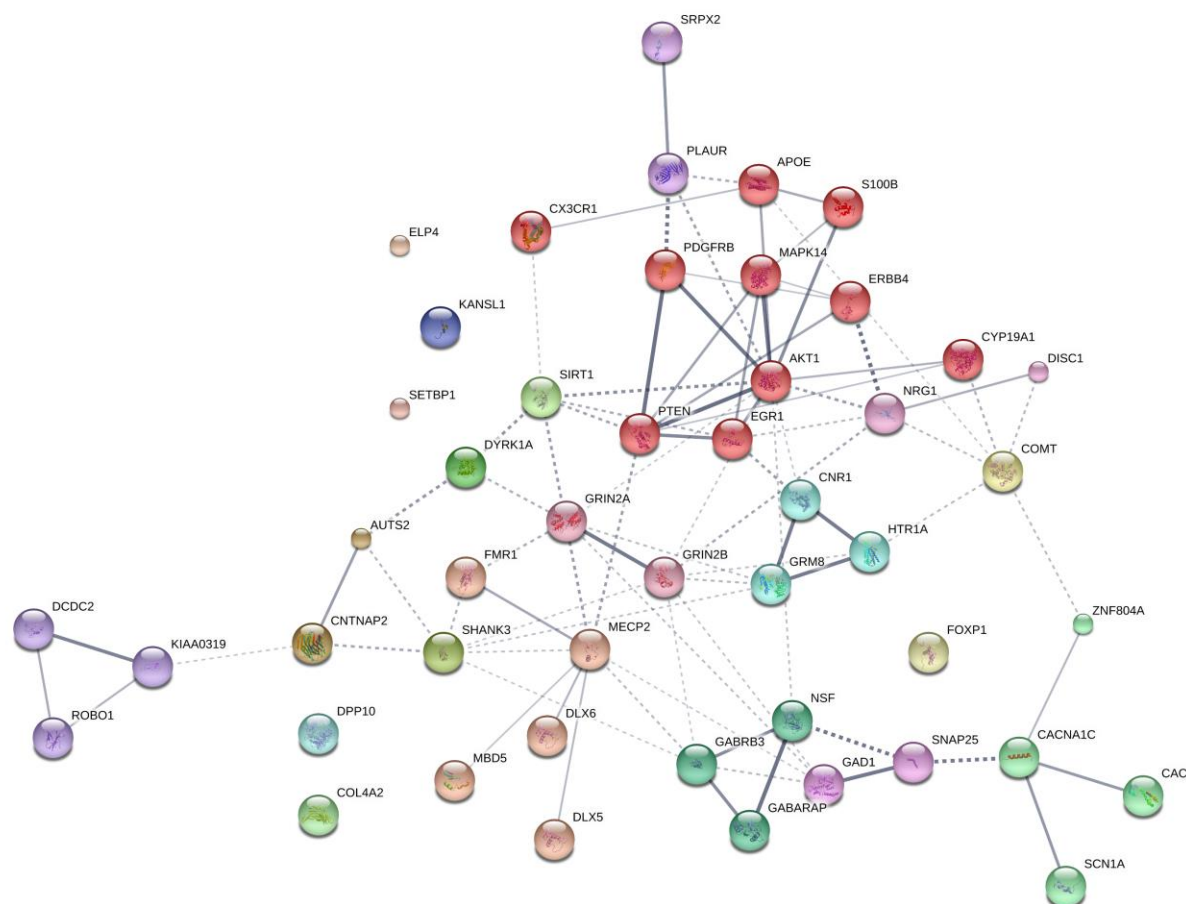 SRPX2
PLAUR
APOE
S100B
CX3CR1
ELP4
PDGFRB
MAPK14
ERBB4
KANSL1
CYP19A1
DISC1
SIRT1
AKT1
NRG1
SETBP1
PTEN
EGR1
DYRK1A
COMT
CNR1
GRIN2A
AUTS2
HTR1A
FMR1
GRIN2B
GRM8
DCDC2
ZNF804A
CNTNAP2
KIAA0319
SHANK3
MECP2
FOXP1
ROBO1
DPP10
DLX6
NSF
MBD5
GABRB3
SNAP25
CACNA1C
GAD1
CAC
COL4A2
DLX5
GABARAP
SCN1A